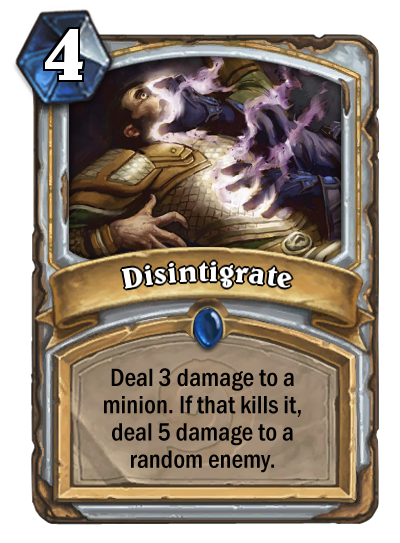 4
Disintigrate
Deal 3 damage to a
minion. If that kills it,
deal 5 damage to a
random enemy.